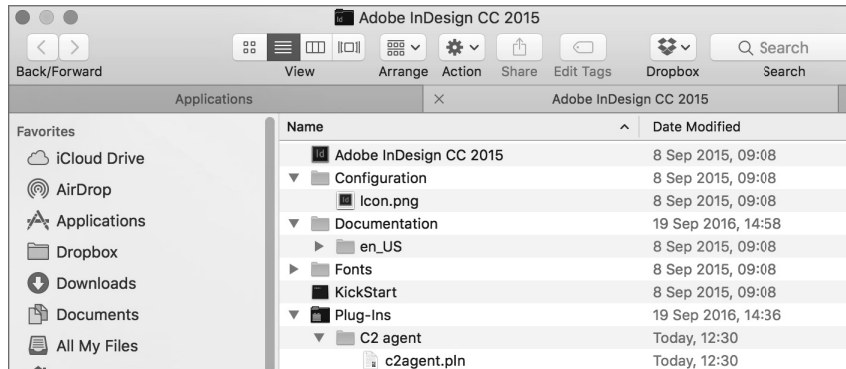 Adobe InDesign CC 2015
Back/Forward View Arrange Action Share Edit Tags Dropbox Search
Search
Applications Adobe InDesign CC 2015
Favorites
iCloud Drive
AirDrop
Applications
Dropbox
Downloads
Documents
All My Files
Name Date Modified
Adobe InDesign CC 2015 8 Sep 2015, 09:08
Configuration 8 Sep 2015, 09:08
Icon.png 8 Sep 2015, 09:08
Documentation 19 Sep 2016, 14:58
en_US 8 Sep 2015, 09:08
Fonts 8 Sep 2015, 09:08
KickStart 8 Sep 2015, 09:08
Plug-Ins 19 Sep 2016, 14:36
C2 agent Today, 12:30
c2agent.pln Today, 12:30